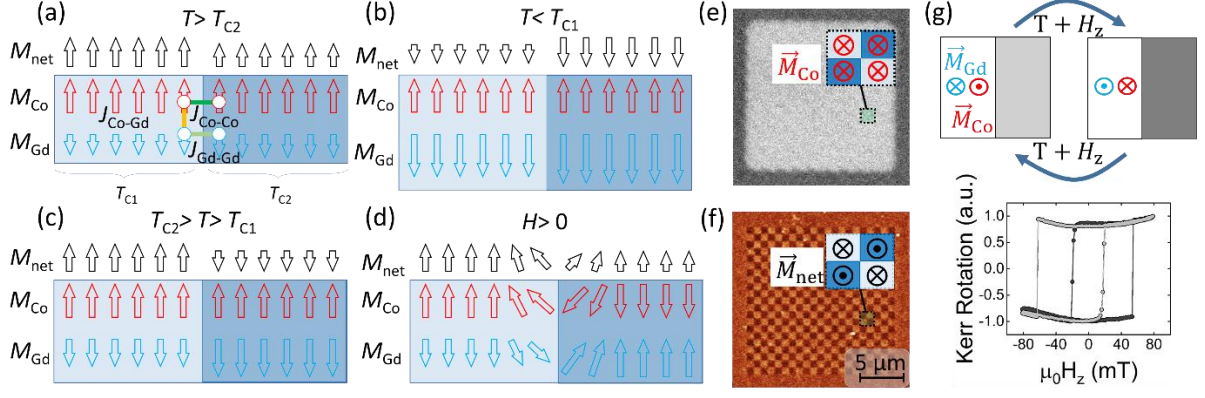 (a)
T > T_C2
M_net
M_Co
J_Co-Gd
J_Co-Co
M_Gd
J_Gd-Gd
T_C1
T_C2
(b)
T < T_C1
M_net
M_Co
M_Gd
(c)
T_C2 > T > T_C1
M_net
M_Co
M_Gd
(d)
H > 0
M_net
M_Co
M_Gd
(e)
M⃗_Co
(f)
M⃗_net
5 µm
(g)
T + H_z
M⃗_Gd
M⃗_Co
T + H_z
Kerr Rotation (a.u.)
1.0
0.5
0.0
-0.5
-1.0
-80 -40 0 40 80
µ₀H_z (mT)